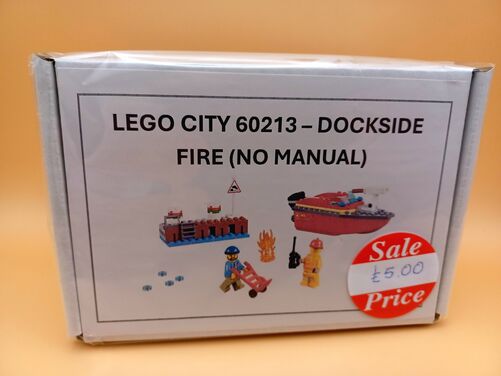 LEGO CITY 60213 – DOCKSIDE
FIRE (NO MANUAL)
Sale
£5.00
Price